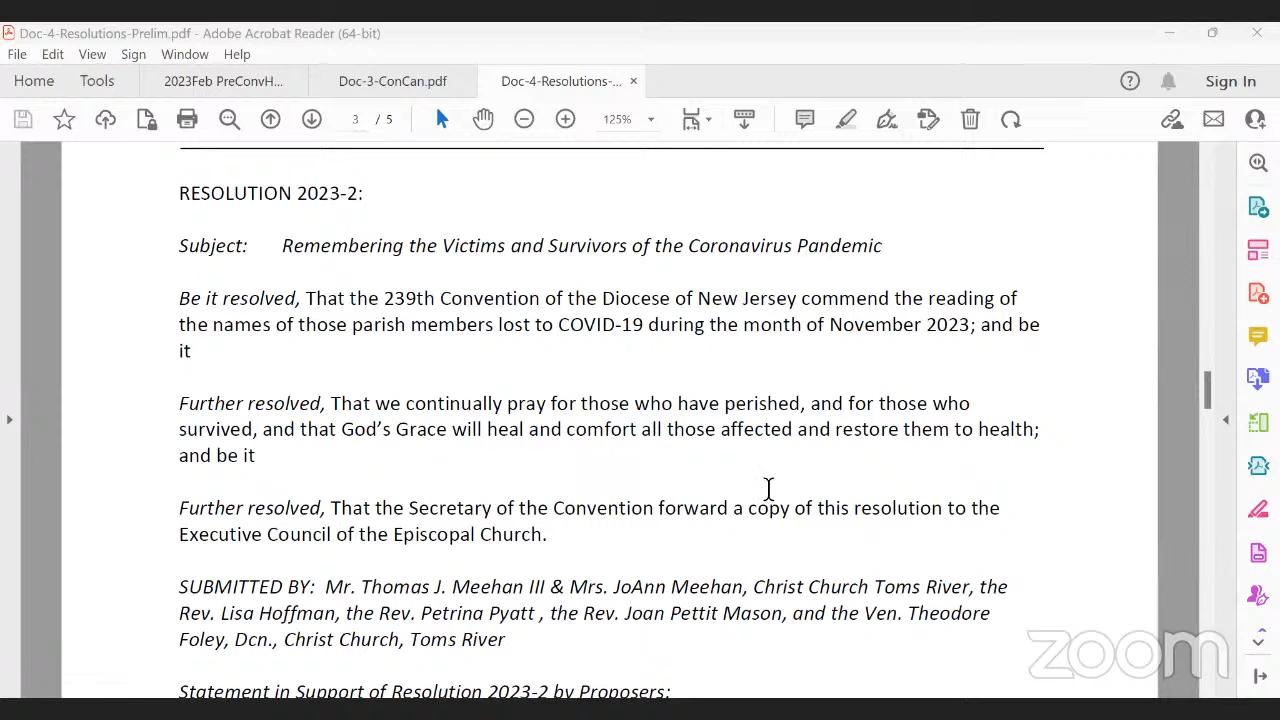 Doc-4-Resolutions-Prelim.pdf - Adobe Acrobat Reader (64-bit)
File Edit View Sign Window Help
Home Tools 2023Feb PreConvH... Doc-3-ConCan.pdf Doc-4-Resolutions-... × Sign In
3 / 5 125%
RESOLUTION 2023-2:
Subject: Remembering the Victims and Survivors of the Coronavirus Pandemic
Be it resolved, That the 239th Convention of the Diocese of New Jersey commend the reading of
the names of those parish members lost to COVID-19 during the month of November 2023; and be
it
Further resolved, That we continually pray for those who have perished, and for those who
survived, and that God’s Grace will heal and comfort all those affected and restore them to health;
and be it
Further resolved, That the Secretary of the Convention forward a copy of this resolution to the
Executive Council of the Episcopal Church.
SUBMITTED BY: Mr. Thomas J. Meehan III & Mrs. JoAnn Meehan, Christ Church Toms River, the
Rev. Lisa Hoffman, the Rev. Petrina Pyatt , the Rev. Joan Pettit Mason, and the Ven. Theodore
Foley, Dcn., Christ Church, Toms River
zoom
Statement in Support of Resolution 2023-2 by Proposers: